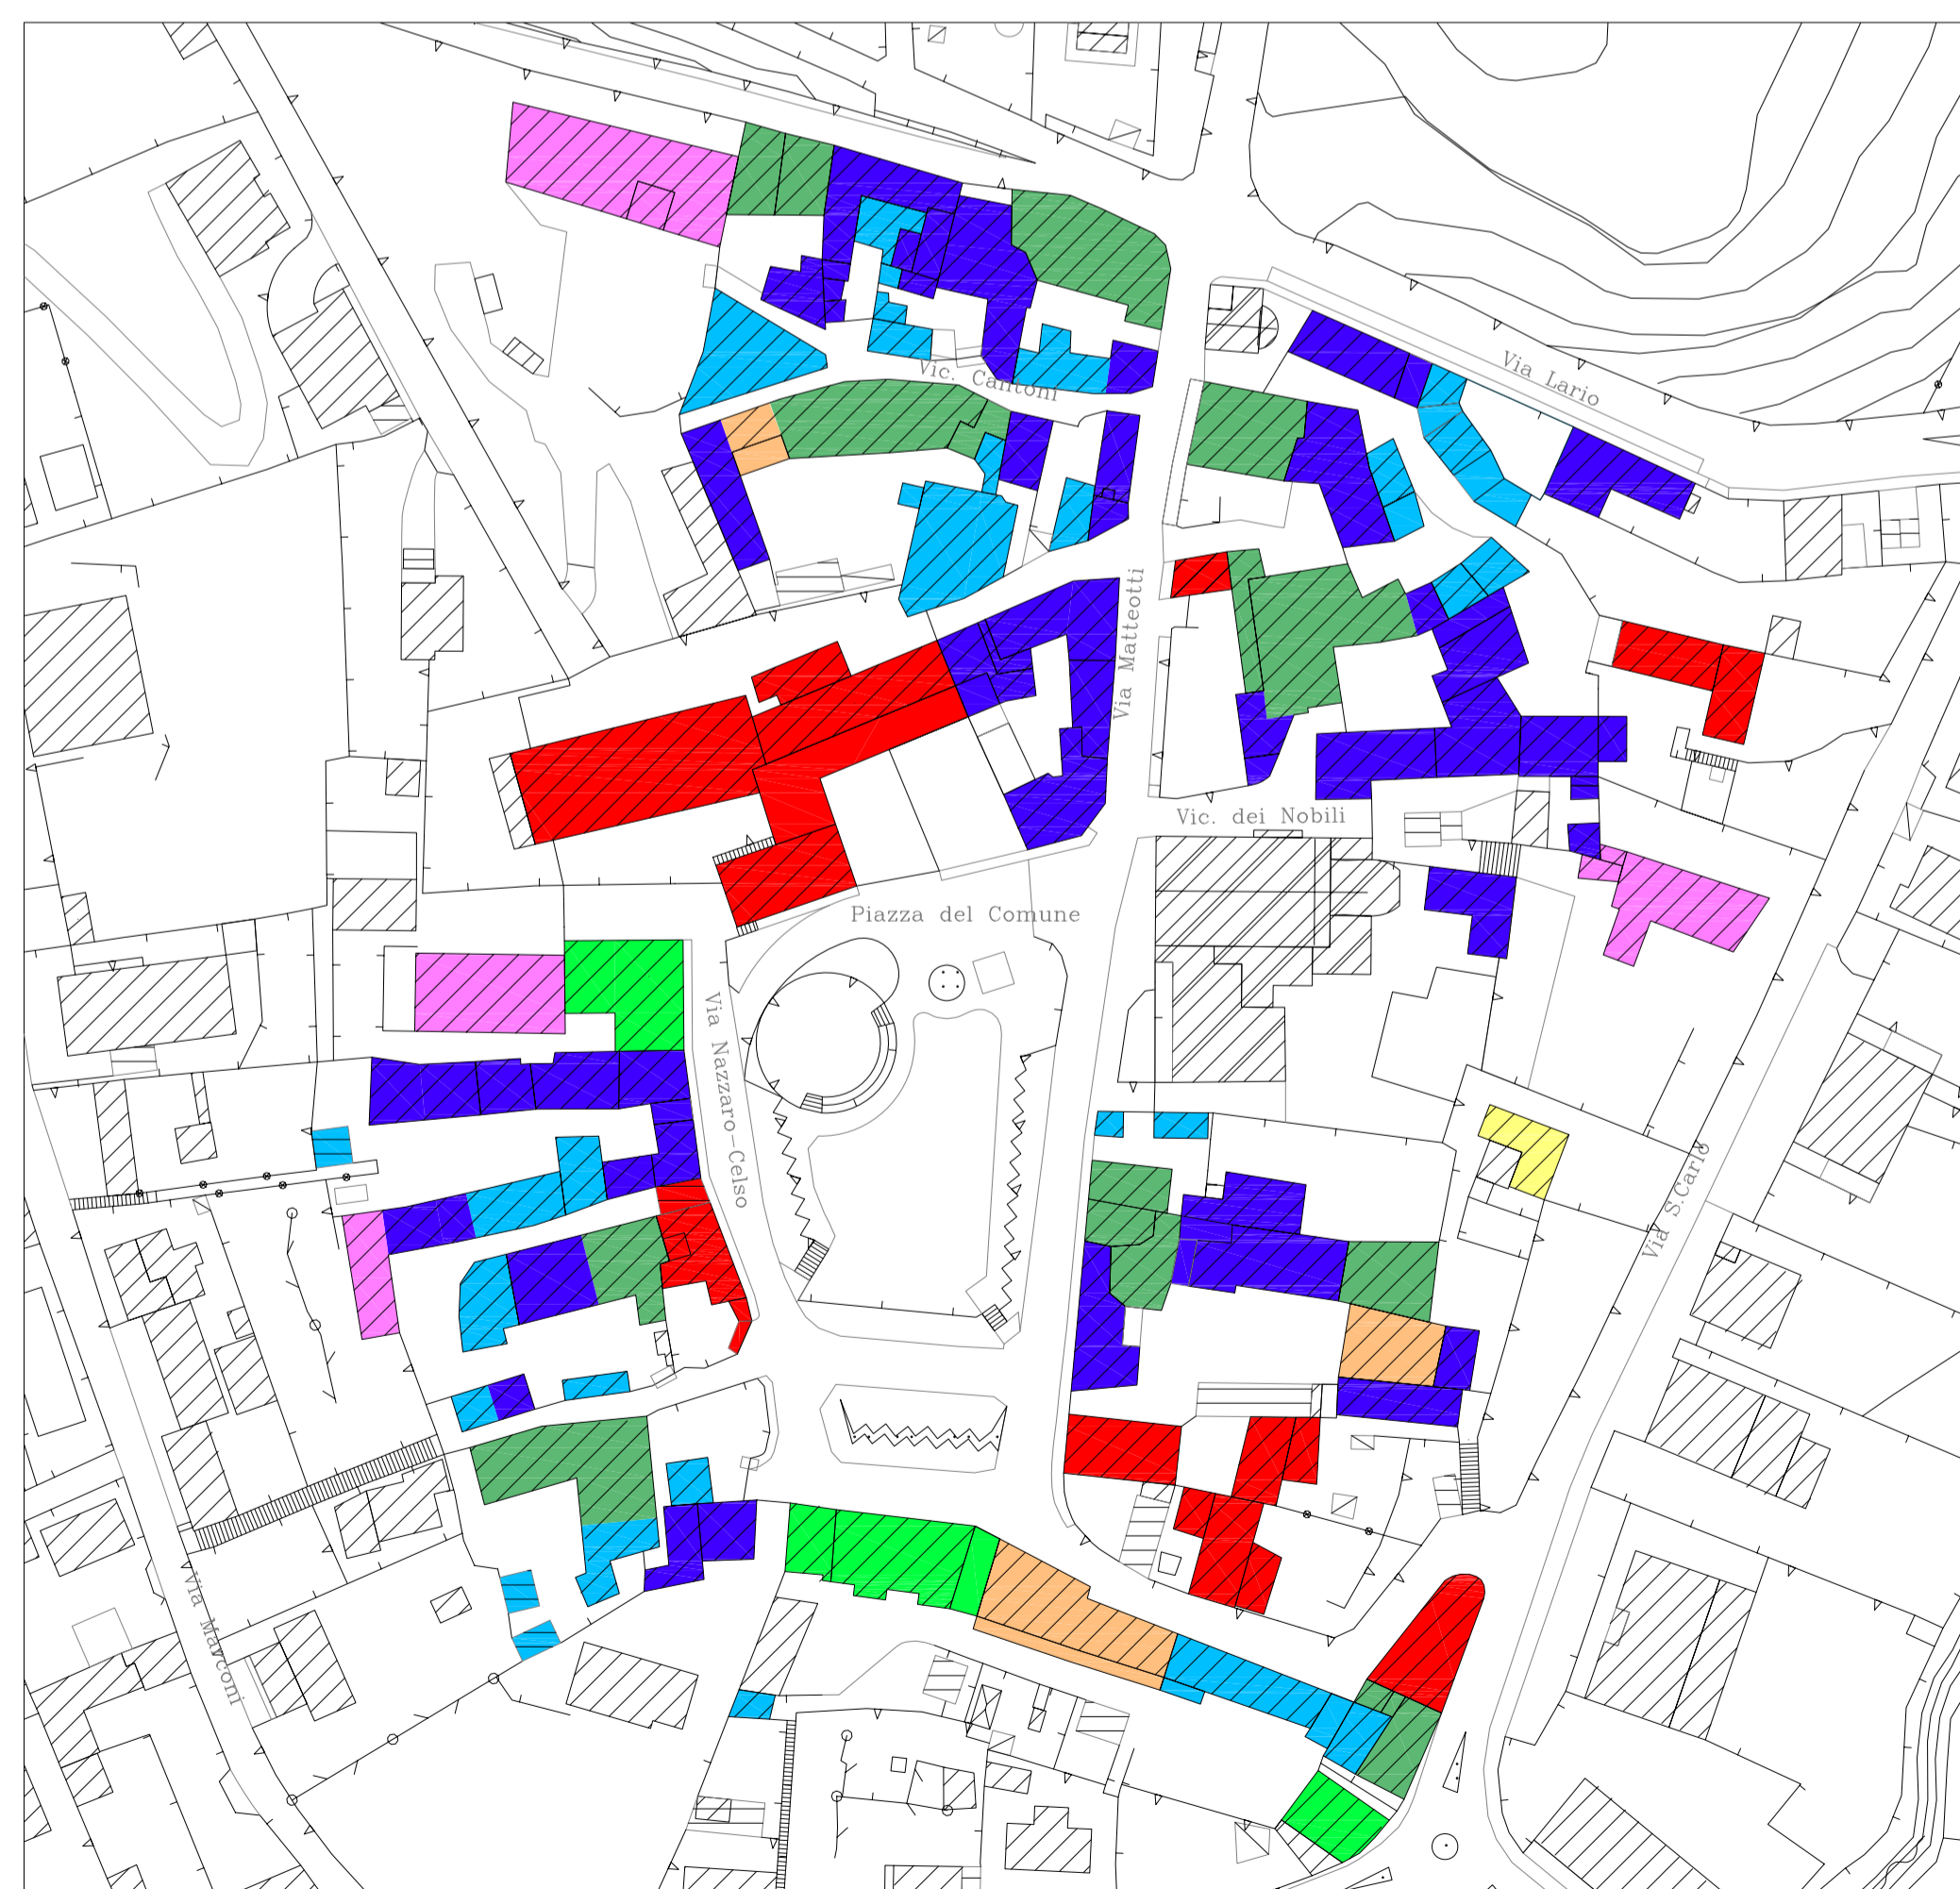 Vic. Cantoni
Via Lario
Via Matteotti
Vic. dei Nobili
Piazza del Comune
Via Nazzaro-Celso
Via S.Carlo
Via Marconi